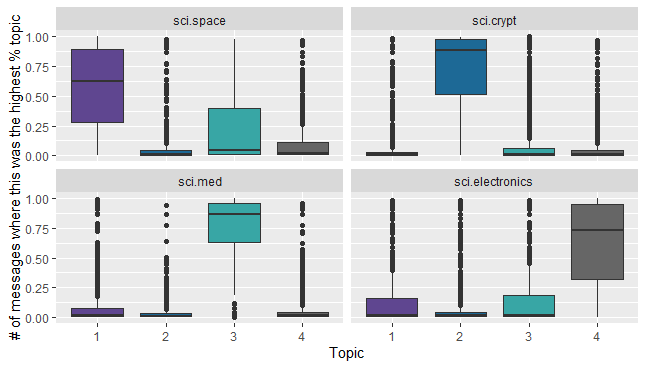 # of messages where this was the highest % topic
sci.space
sci.crypt
1.00
0.75
0.50
0.25
0.00
sci.med
sci.electronics
1.00
0.75
0.50
0.25
0.00
1 2 3 4
1 2 3 4
Topic